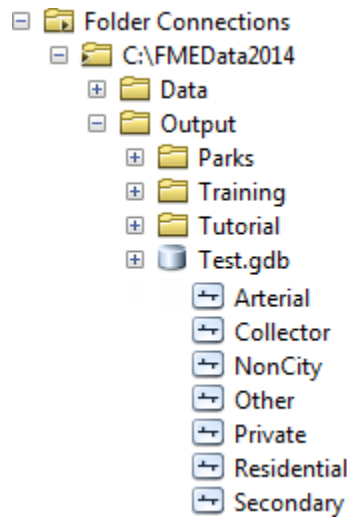 Folder Connections
C:\FMEData2014
Data
Output
Parks
Training
Tutorial
Test.gdb
Arterial
Collector
NonCity
Other
Private
Residential
Secondary